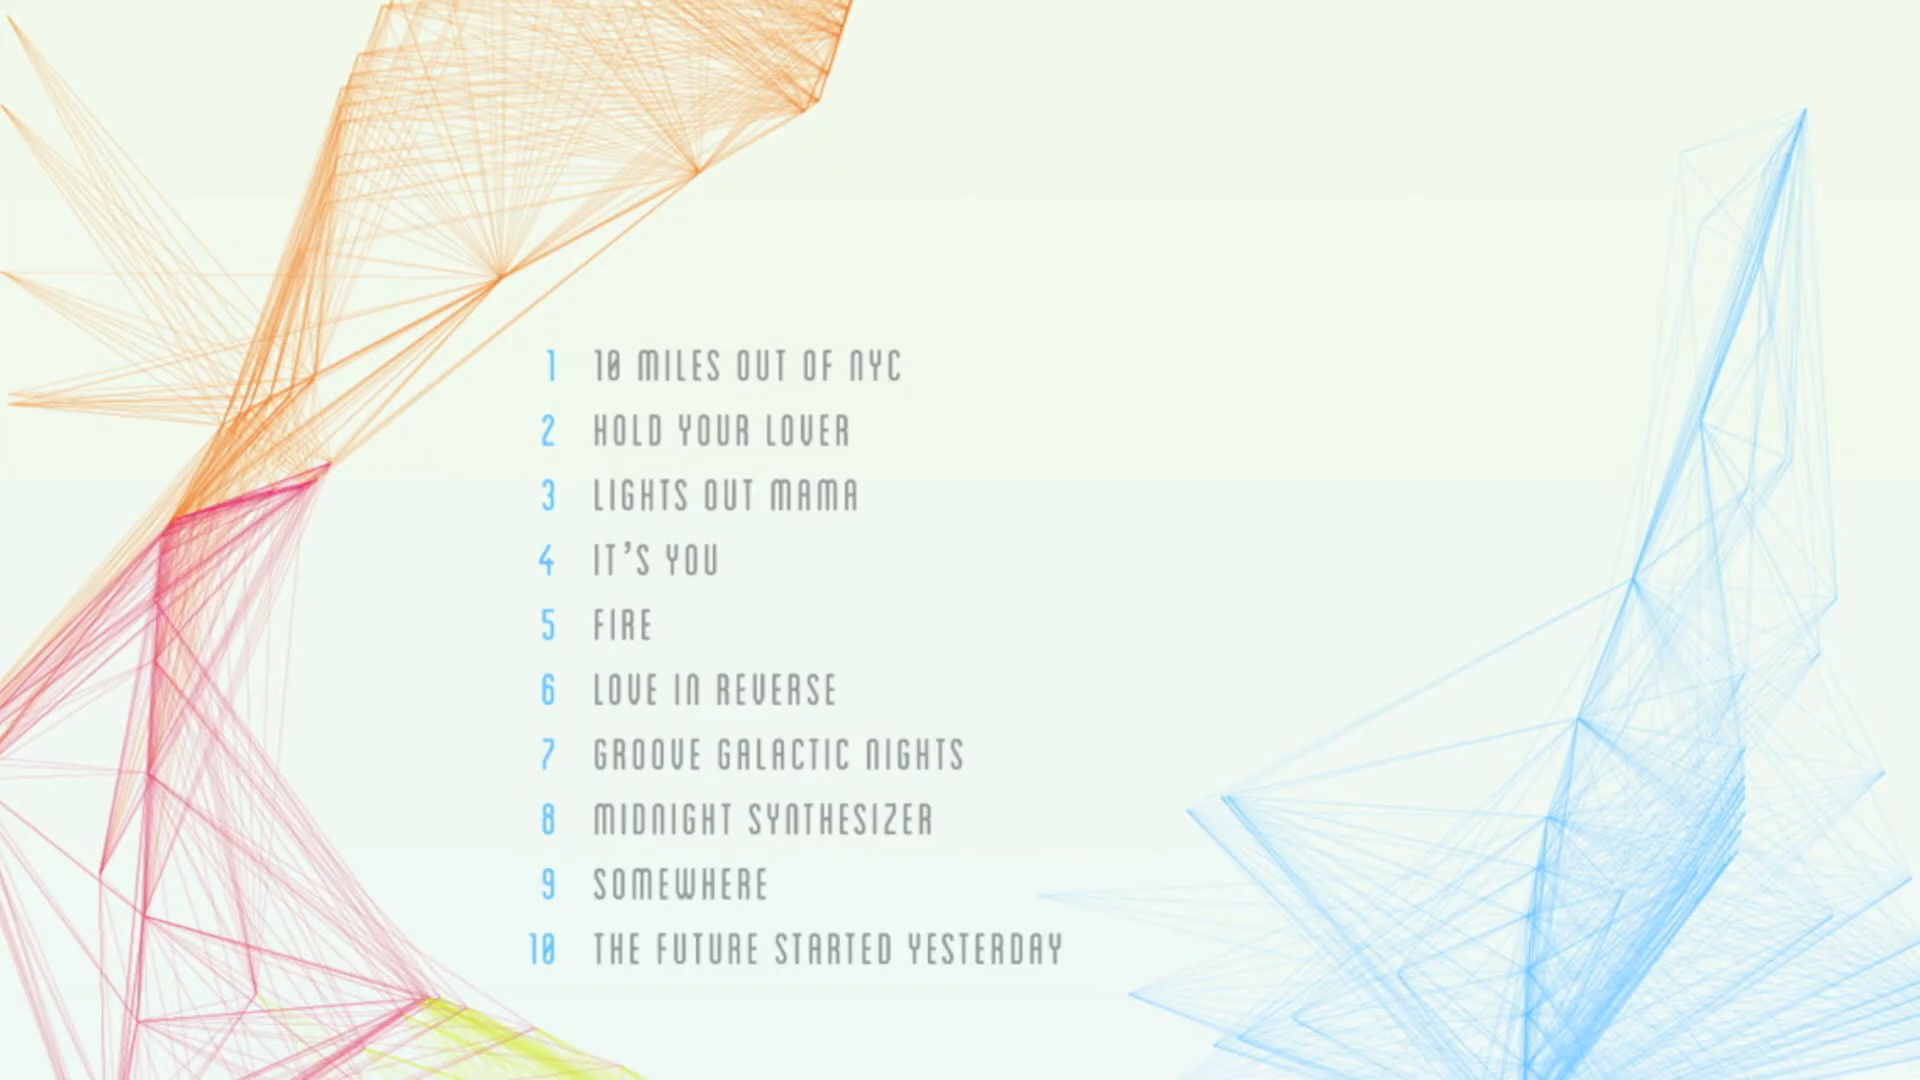 1 10 MILES OUT OF NYC
2 HOLD YOUR LOVER
3 LIGHTS OUT MAMA
4 IT'S YOU
5 FIRE
6 LOVE IN REVERSE
7 GROOVE GALACTIC NIGHTS
8 MIDNIGHT SYNTHESIZER
9 SOMEWHERE
10 THE FUTURE STARTED YESTERDAY